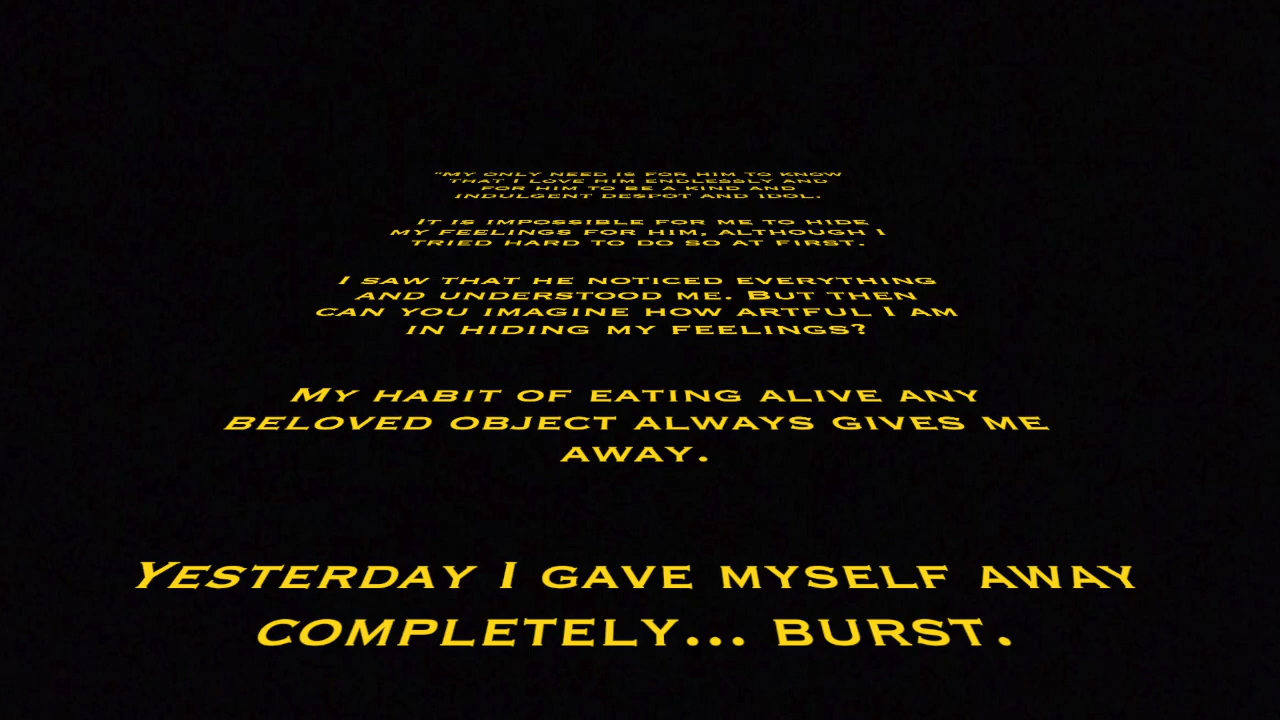 "My only need is for him to know
that I love him endlessly and
for him to be a kind and
indulgent despot and idol.
It is impossible for me to hide
my feelings for him, although I
tried hard to do so at first.
I saw that he noticed everything
and understood me. But then
can you imagine how artful I am
in hiding my feelings?
My habit of eating alive any
beloved object always gives me
away.
Yesterday I gave myself away
completely... burst.